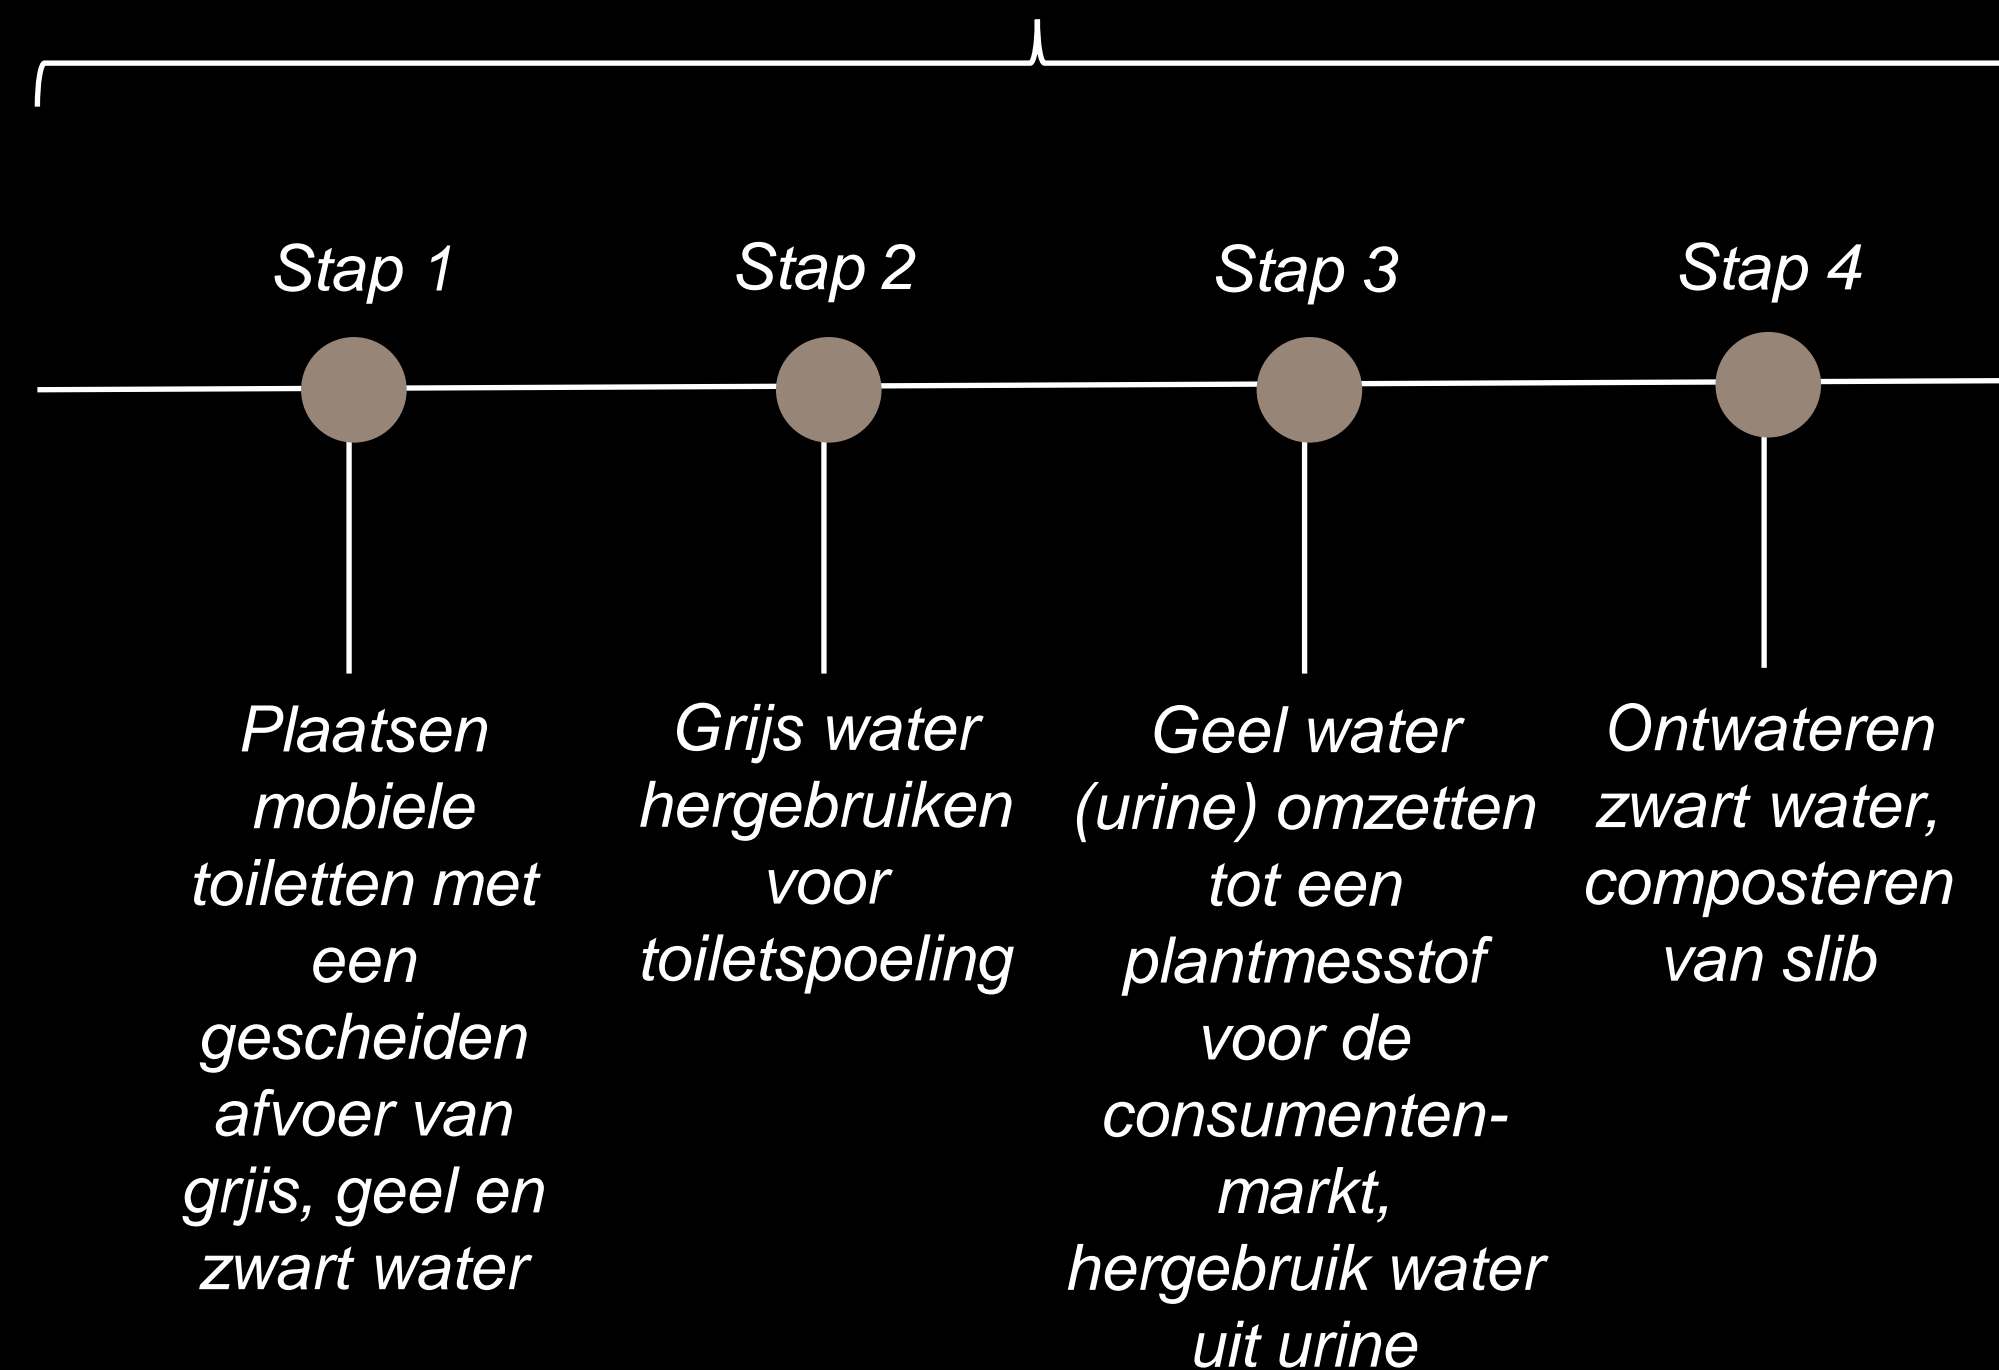 Stap 1
Plaatsen
mobiele
toiletten met
een
gescheiden
afvoer van
grjis, geel en
zwart water
Stap 2
Grijs water
hergebruiken
voor
toiletspoeling
Stap 3
Geel water
(urine) omzetten
tot een
plantmesstof
voor de
consumenten-
markt,
hergebruik water
uit urine
Stap 4
Ontwateren
zwart water,
composteren
van slib